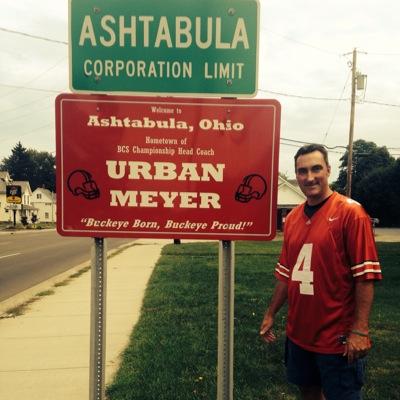 ASHTABULA
CORPORATION LIMIT
Welcome to
Ashtabula, Ohio
Hometown of
BCS Championship Head Coach
URBAN
MEYER
"Buckeye Born, Buckeye Proud!"
4